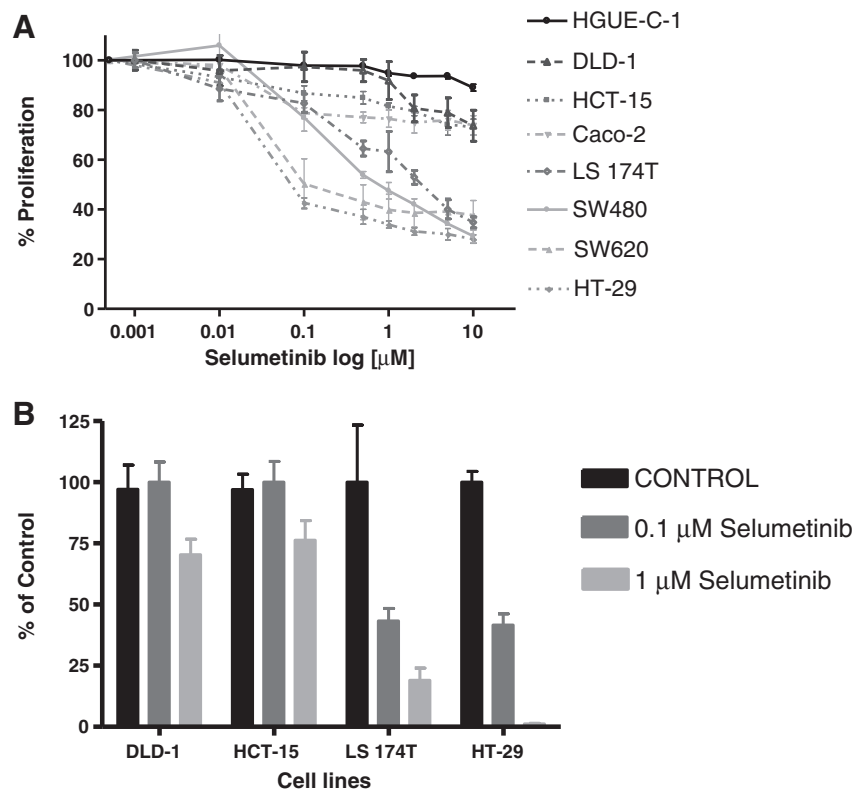 A
% Proliferation
100
80
60
40
20
0
0.001 0.01 0.1 1 10
Selumetinib log [μM]
HGUE-C-1
DLD-1
HCT-15
Caco-2
LS 174T
SW480
SW620
HT-29
B
% of Control
125
100
75
50
25
0
DLD-1 HCT-15 LS 174T HT-29
Cell lines
CONTROL
0.1 μM Selumetinib
1 μM Selumetinib